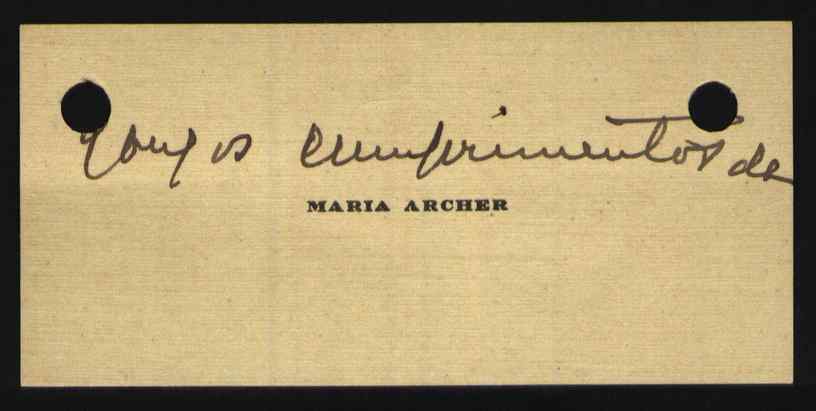 Com os cumprimentos de
MARIA ARCHER